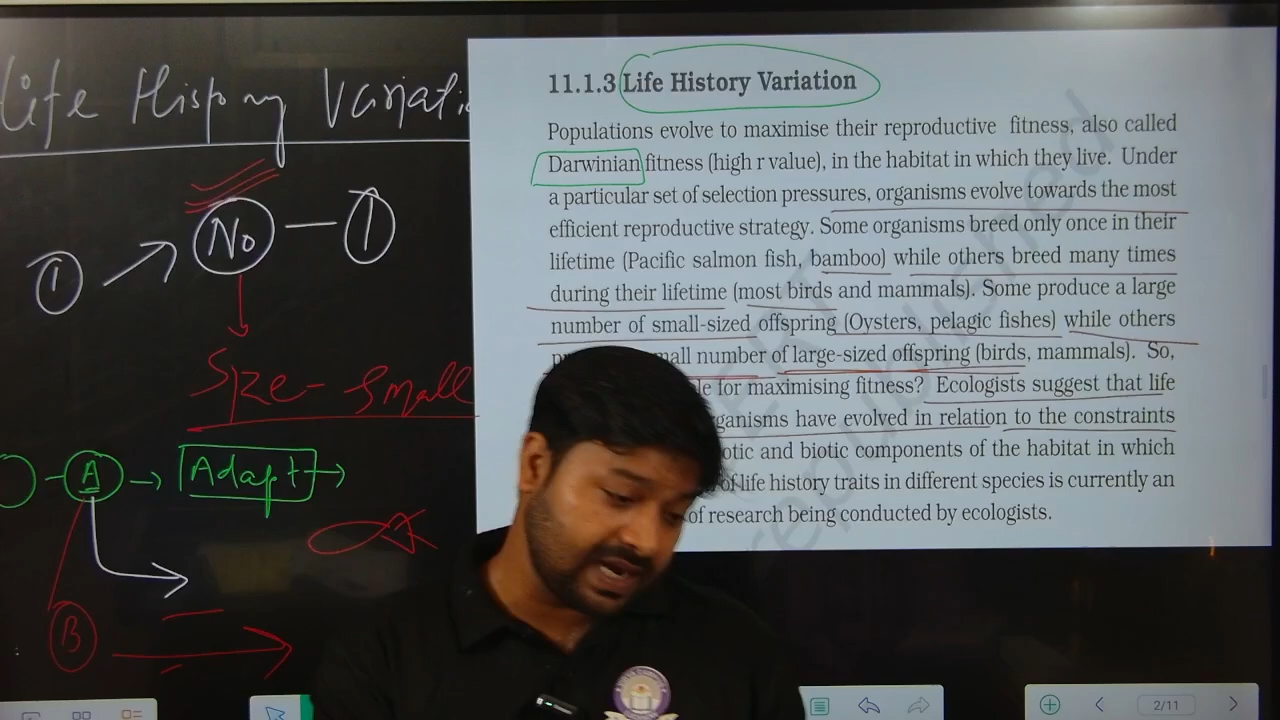 Life History Variati
No
1
1
Size - Small
A
Adapt
B
11.1.3 Life History Variation
Populations evolve to maximise their reproductive fitness, also called
Darwinian fitness (high r value), in the habitat in which they live. Under
a particular set of selection pressures, organisms evolve towards the most
efficient reproductive strategy. Some organisms breed only once in their
lifetime (Pacific salmon fish, bamboo) while others breed many times
during their lifetime (most birds and mammals). Some produce a large
number of small-sized offspring (Oysters, pelagic fishes) while others
small number of large-sized offspring (birds, mammals). So,
for maximising fitness? Ecologists suggest that life
have evolved in relation to the constraints
and biotic components of the habitat in which
of life history traits in different species is currently an
of research being conducted by ecologists.
2/11